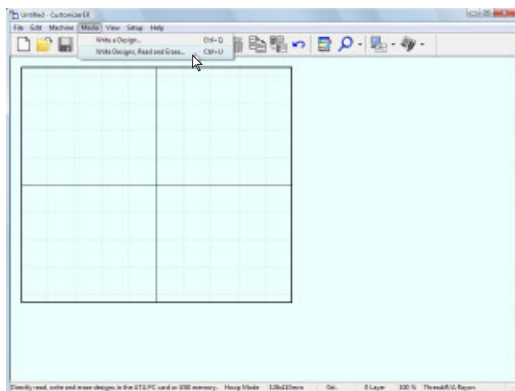 Untitled - Customizer EX
File Edit Machine Media View Setup Help
Write a Design... Ctrl+Q
Write Designs, Read and Erase... Ctrl+U
Directly read, write and erase designs in the ATA PC card or USB memory. Hoop Mode 126x110mm On: 0 Layer 100 % Thread:R/A Rayon